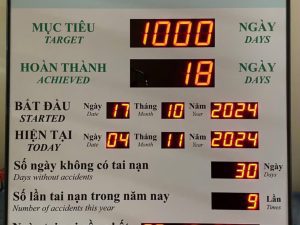 MỤC TIÊU 1000 NGÀY
TARGET DAYS
HOÀN THÀNH 18 NGÀY
ACHIEVED DAYS
BẮT ĐẦU Ngày 17 Tháng 10 Năm 2024
STARTED Date Month Year
HIỆN TẠI Ngày 04 Tháng 11 Năm 2024
TODAY Date Month Year
Số ngày không có tai nạn 30 Ngày
Days without accidents Days
Số lần tai nạn trong năm nay 9 Lần
Number of accidents this year Times